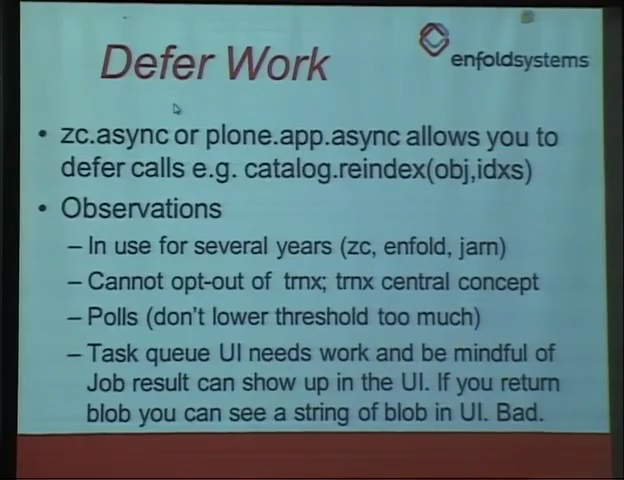 Defer Work
enfoldsystems
• zc.async or plone.app.async allows you to
defer calls e.g. catalog.reindex(obj,idxs)
• Observations
– In use for several years (zc, enfold, jarn)
– Cannot opt-out of trnx; trnx central concept
– Polls (don't lower threshold too much)
– Task queue UI needs work and be mindful of
Job result can show up in the UI. If you return
blob you can see a string of blob in UI. Bad.